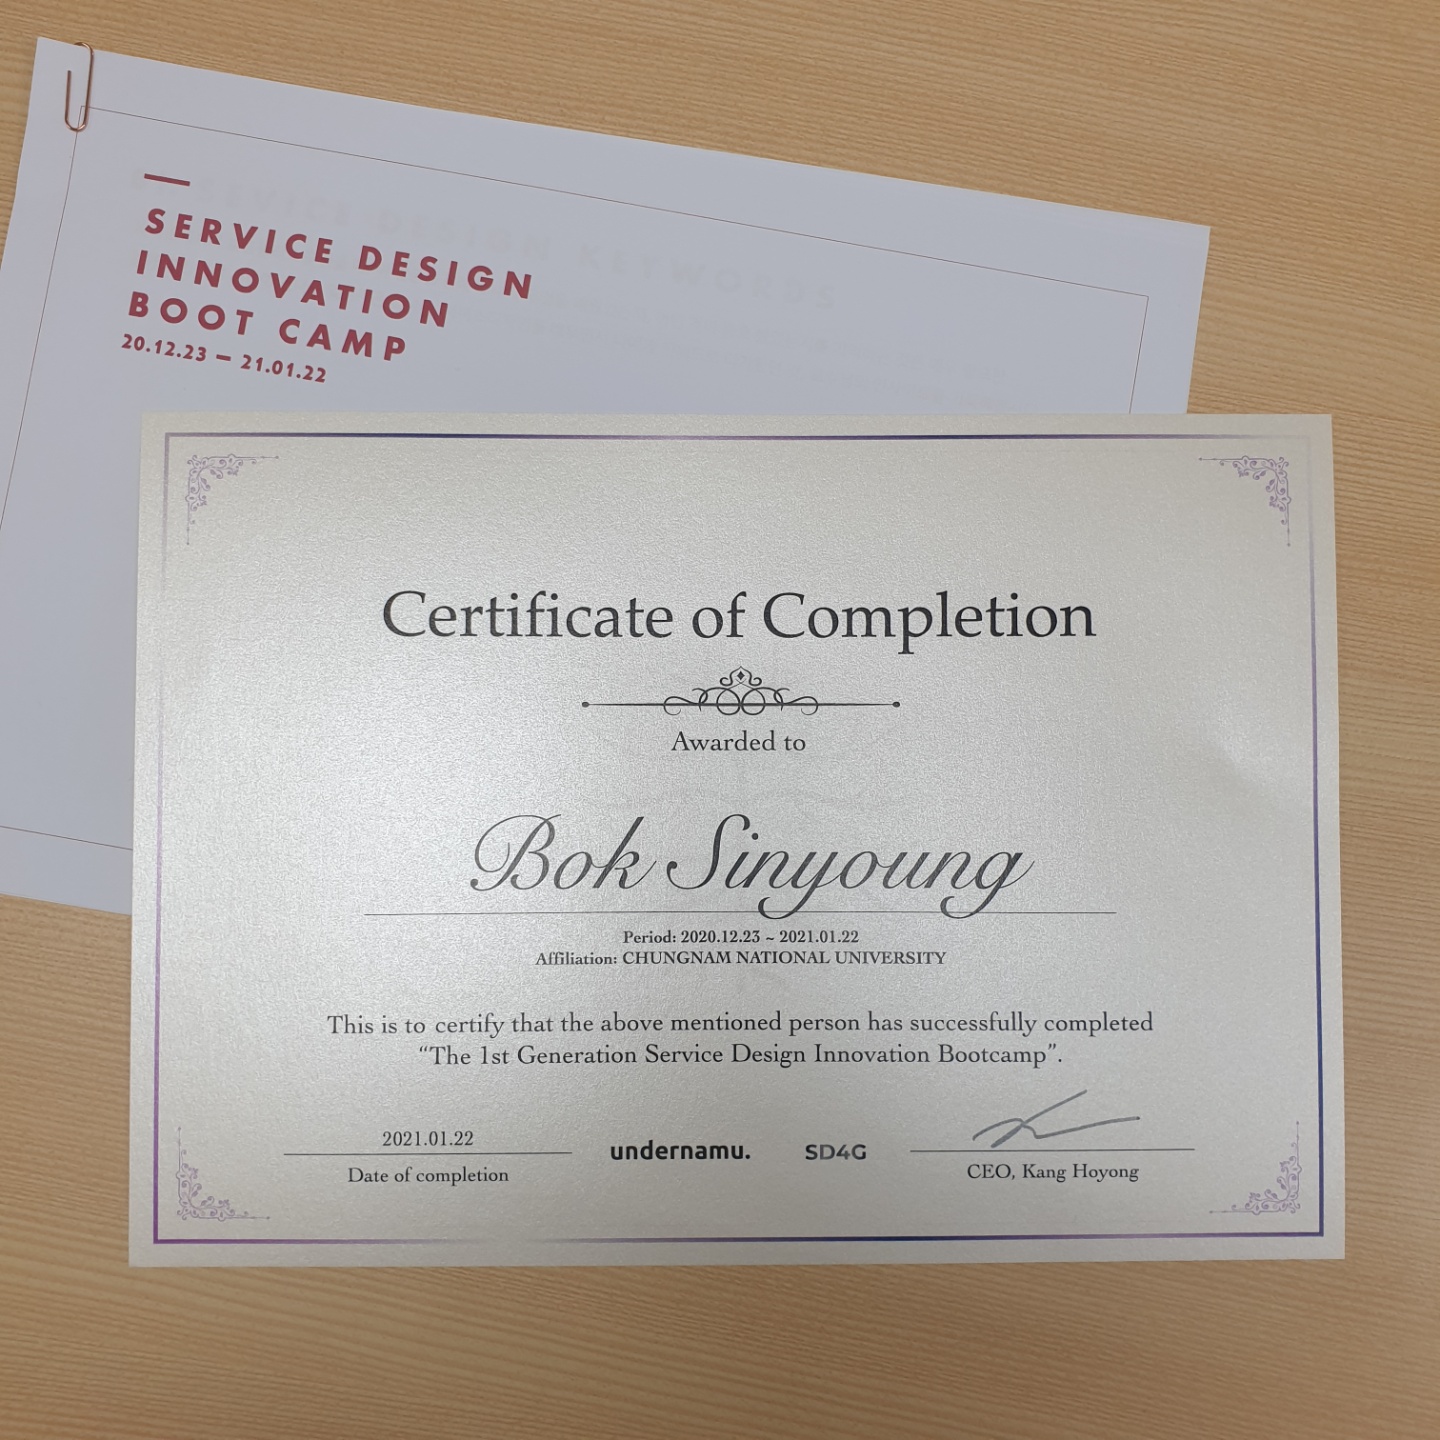 SERVICE DESIGN
INNOVATION
BOOT CAMP
20.12.23 — 21.01.22
Certificate of Completion
Awarded to
Bok Sinyoung
Period: 2020.12.23 ~ 2021.01.22
Affiliation: CHUNGNAM NATIONAL UNIVERSITY
This is to certify that the above mentioned person has successfully completed
“The 1st Generation Service Design Innovation Bootcamp”.
2021.01.22
Date of completion
undernamu.
SD4G
CEO, Kang Hoyong